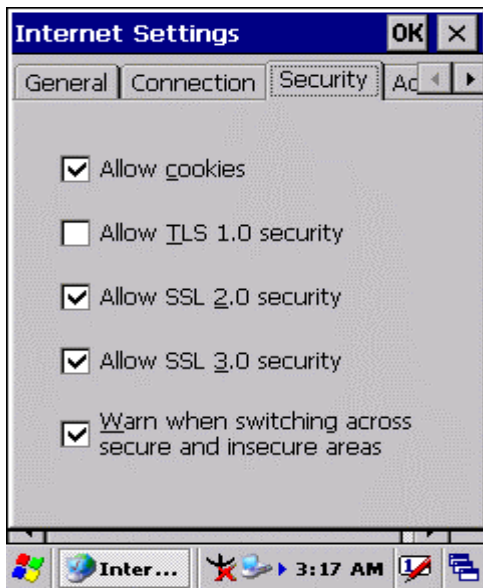 Internet Settings OK ×
General Connection Security Ac
Allow cookies
Allow TLS 1.0 security
Allow SSL 2.0 security
Allow SSL 3.0 security
Warn when switching across
secure and insecure areas
Inter... 3:17 AM